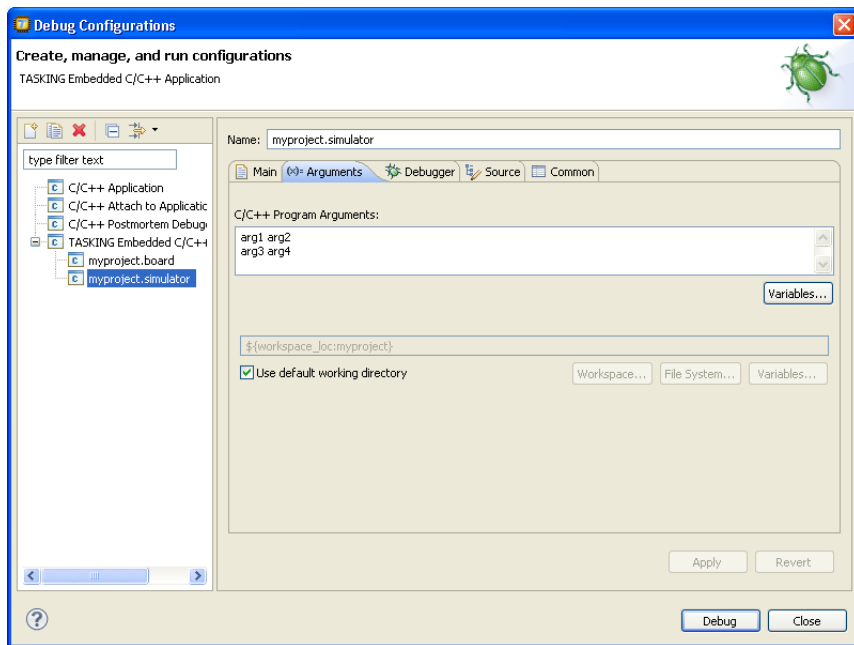 Debug Configurations
Create, manage, and run configurations
TASKING Embedded C/C++ Application
Name: myproject.simulator
type filter text
Main (x)= Arguments Debugger Source Common
C/C++ Application
C/C++ Attach to Applicatic
C/C++ Postmortem Debug
TASKING Embedded C/C++
myproject.board
myproject.simulator
C/C++ Program Arguments:
arg1 arg2
arg3 arg4
Variables...
${workspace_loc:myproject}
Use default working directory
Workspace... File System... Variables...
Apply Revert
? Debug Close